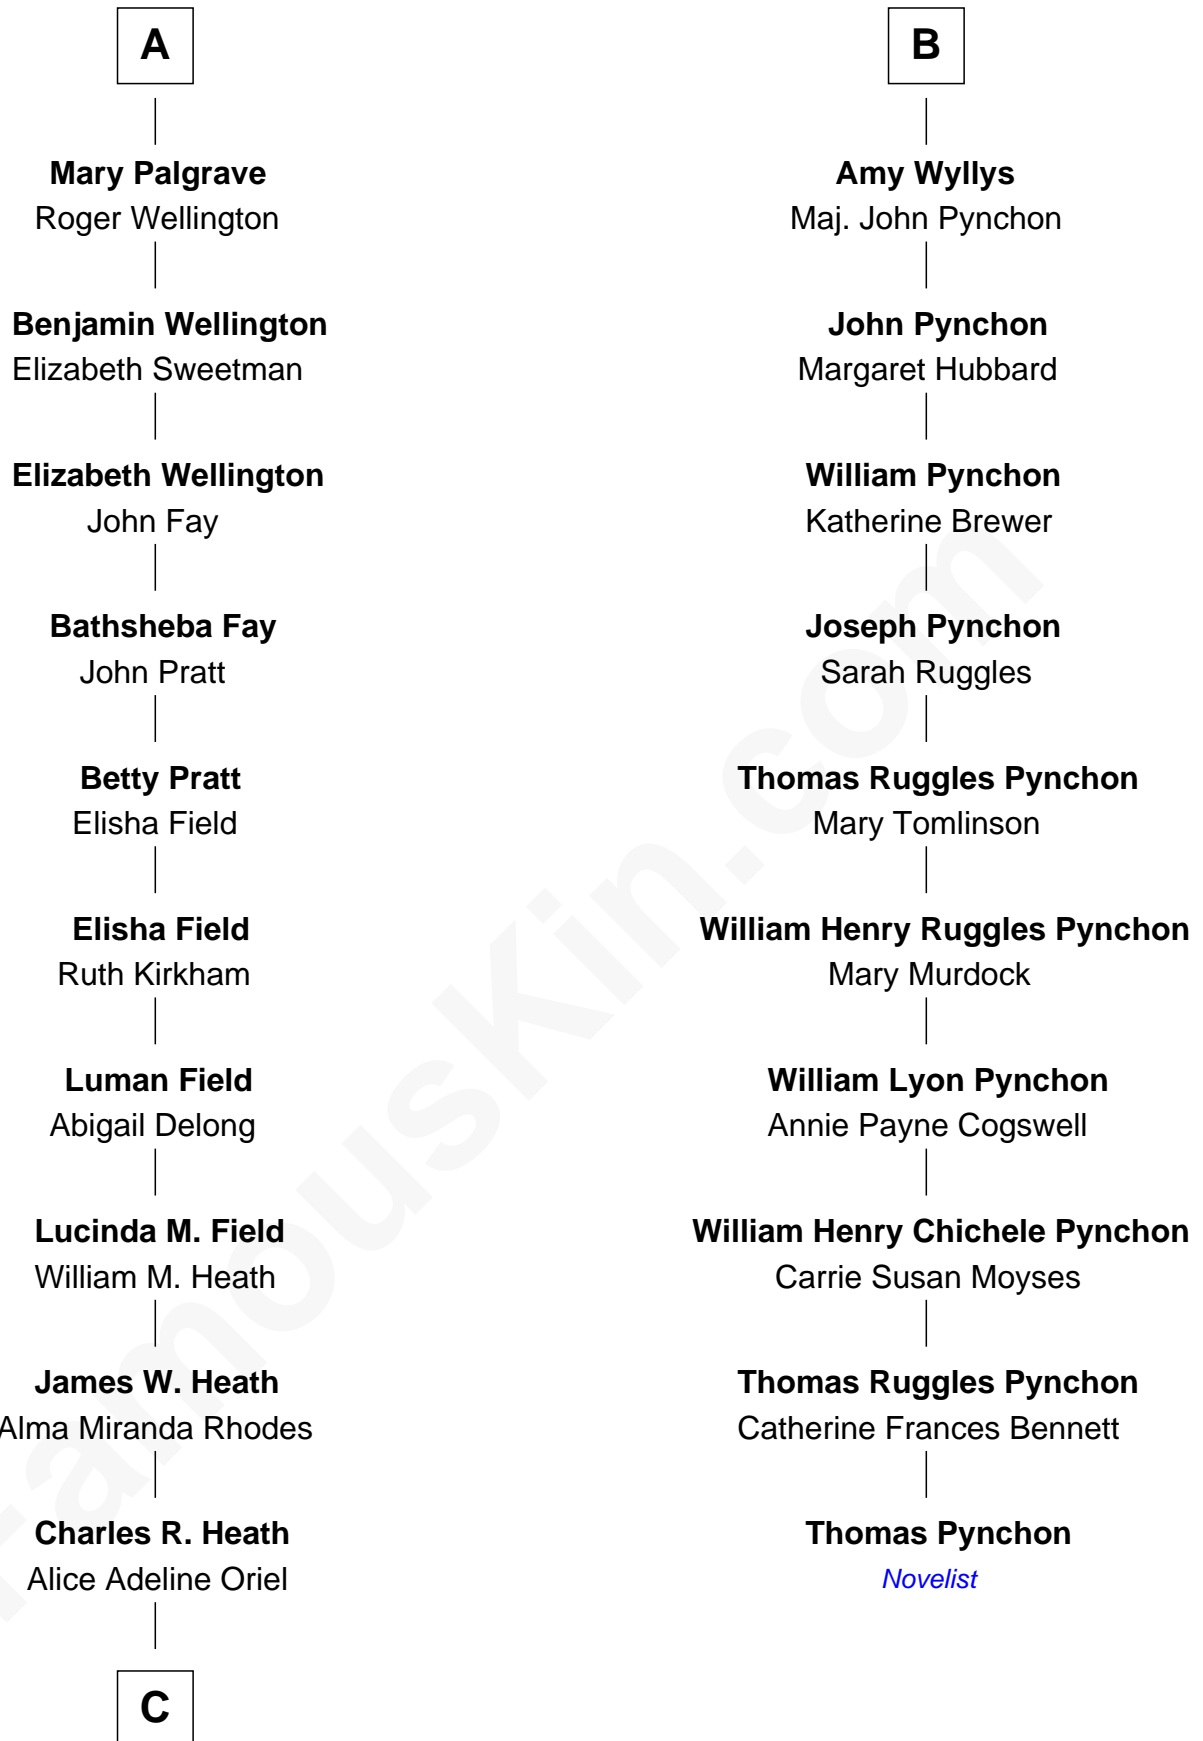 A
Mary Palgrave
Roger Wellington
Benjamin Wellington
Elizabeth Sweetman
Elizabeth Wellington
John Fay
Bathsheba Fay
John Pratt
Betty Pratt
Elisha Field
Elisha Field
Ruth Kirkham
Luman Field
Abigail Delong
Lucinda M. Field
William M. Heath
James W. Heath
Alma Miranda Rhodes
Charles R. Heath
Alice Adeline Oriel
C
B
Amy Wyllys
Maj. John Pynchon
John Pynchon
Margaret Hubbard
William Pynchon
Katherine Brewer
Joseph Pynchon
Sarah Ruggles
Thomas Ruggles Pynchon
Mary Tomlinson
William Henry Ruggles Pynchon
Mary Murdock
William Lyon Pynchon
Annie Payne Cogswell
William Henry Chichele Pynchon
Carrie Susan Moyses
Thomas Ruggles Pynchon
Catherine Frances Bennett
Thomas Pynchon
Novelist
FamousKin.com